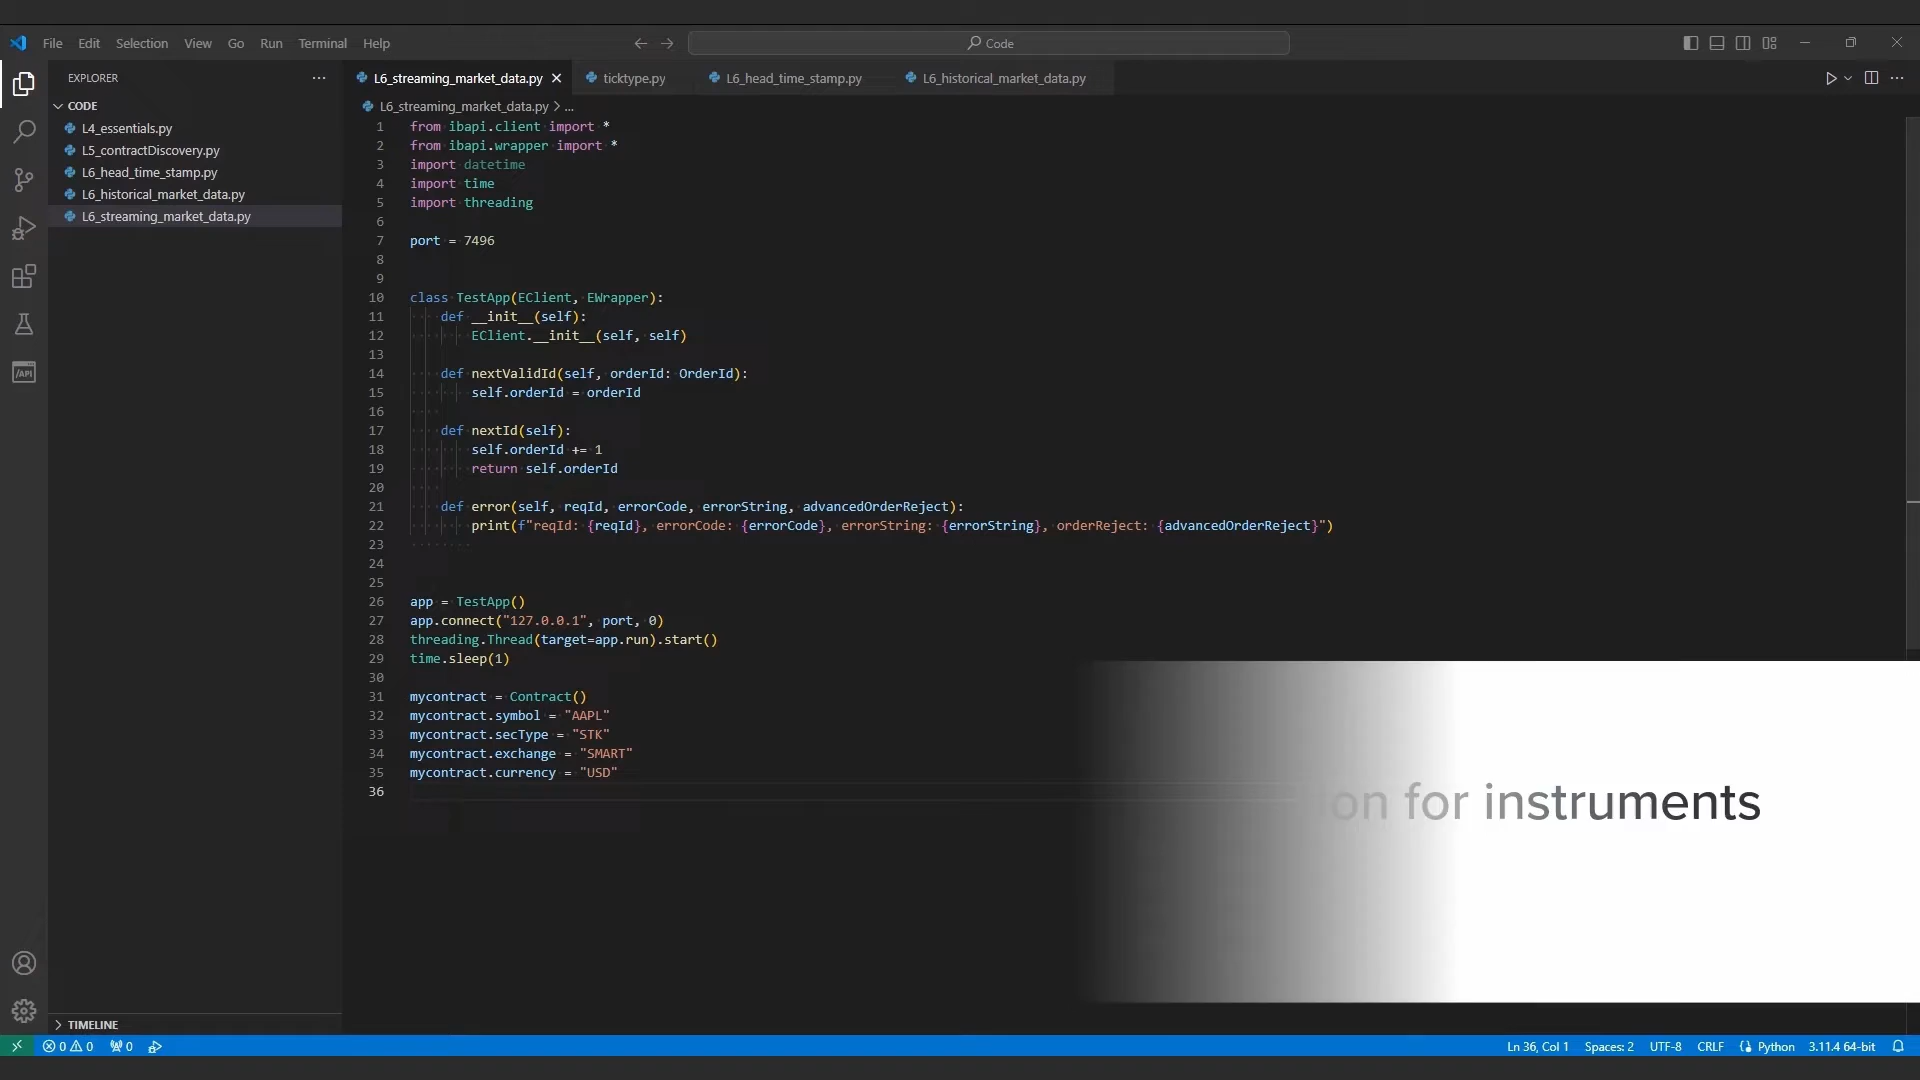 File Edit Selection View Go Run Terminal Help
Code
EXPLORER
L6_streaming_market_data.py
ticktype.py
L6_head_time_stamp.py
L6_historical_market_data.py
CODE
L4_essentials.py
L5_contractDiscovery.py
L6_head_time_stamp.py
L6_historical_market_data.py
L6_streaming_market_data.py
L6_streaming_market_data.py > ...
1 from ibapi.client import *
2 from ibapi.wrapper import *
3 import datetime
4 import time
5 import threading
6
7 port = 7496
8
9
10 class TestApp(EClient, EWrapper):
11 def __init__(self):
12 EClient.__init__(self, self)
13
14 def nextValidId(self, orderId: OrderId):
15 self.orderId = orderId
16
17 def nextId(self):
18 self.orderId += 1
19 return self.orderId
20
21 def error(self, reqId, errorCode, errorString, advancedOrderReject):
22 print(f"reqId: {reqId}, errorCode: {errorCode}, errorString: {errorString}, orderReject: {advancedOrderReject}")
23
24
25
26 app = TestApp()
27 app.connect("127.0.0.1", port, 0)
28 threading.Thread(target=app.run).start()
29 time.sleep(1)
30
31 mycontract = Contract()
32 mycontract.symbol = "AAPL"
33 mycontract.secType = "STK"
34 mycontract.exchange = "SMART"
35 mycontract.currency = "USD"
36
for instruments
/API
TIMELINE
0 0 0
Ln 36, Col 1 Spaces: 2 UTF-8 CRLF Python 3.11.4 64-bit